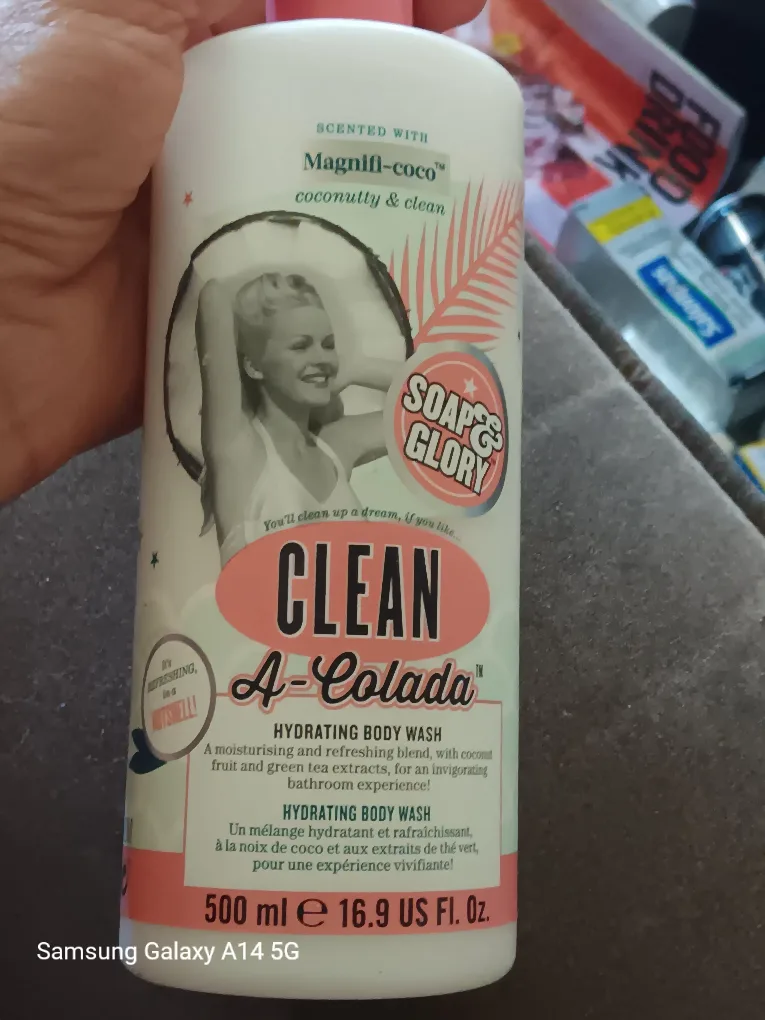 SCENTED WITH
Magnifi-coco™
coconutty & clean
SOAP&
GLORY
You'll clean up a dream, if you like...
CLEAN
A-Colada™
It's
REFRESHING,
in a
NUTSHELL!
HYDRATING BODY WASH
A moisturising and refreshing blend, with coconut
fruit and green tea extracts, for an invigorating
bathroom experience!
HYDRATING BODY WASH
Un mélange hydratant et rafraîchissant,
à la noix de coco et aux extraits de thé vert,
pour une expérience vivifiante!
500 ml e 16.9 US Fl. Oz.
FOOD
DRINK
Samsung Galaxy A14 5G